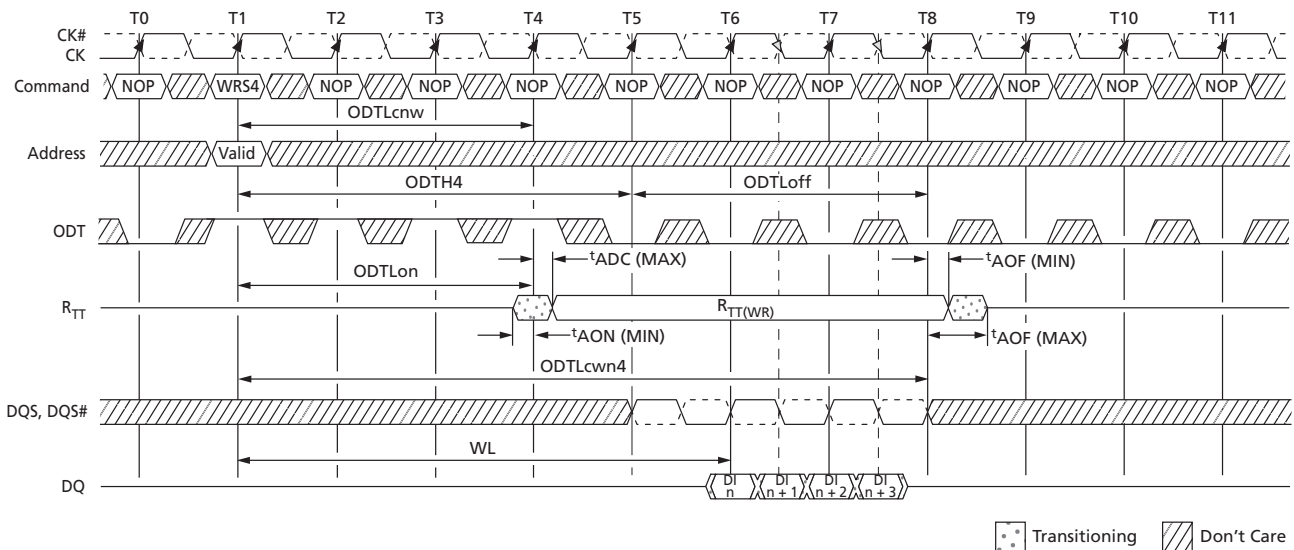 T0 T1 T2 T3 T4 T5 T6 T7 T8 T9 T10 T11
CK#
CK
Command NOP WRS4 NOP NOP NOP NOP NOP NOP NOP NOP NOP NOP
ODTLcnw
Address Valid
ODTH4 ODTLoff
ODT
tADC (MAX) tAOF (MIN)
ODTLon
RTT RTT(WR)
tAON (MIN) tAOF (MAX)
ODTLcwn4
DQS, DQS#
WL
DQ DI n DI n + 1 DI n + 2 DI n + 3
Transitioning Don't Care